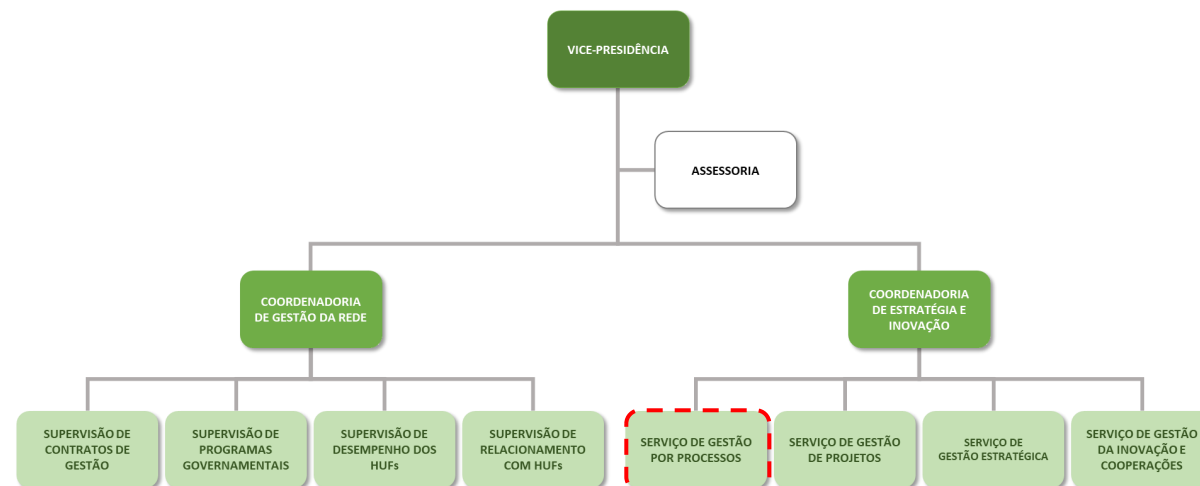 VICE-PRESIDÊNCIA
ASSESSORIA
COORDENADORIA
DE GESTÃO DA REDE
COORDENADORIA
DE ESTRATÉGIA E
INOVAÇÃO
SUPERVISÃO DE
CONTRATOS DE
GESTÃO
SUPERVISÃO DE
PROGRAMAS
GOVERNAMENTAIS
SUPERVISÃO DE
DESEMPENHO DOS
HUFs
SUPERVISÃO DE
RELACIONAMENTO
COM HUFs
SERVIÇO DE GESTÃO
POR PROCESSOS
SERVIÇO DE GESTÃO
DE PROJETOS
SERVIÇO DE
GESTÃO ESTRATÉGICA
SERVIÇO DE GESTÃO
DA INOVAÇÃO E
COOPERAÇÕES